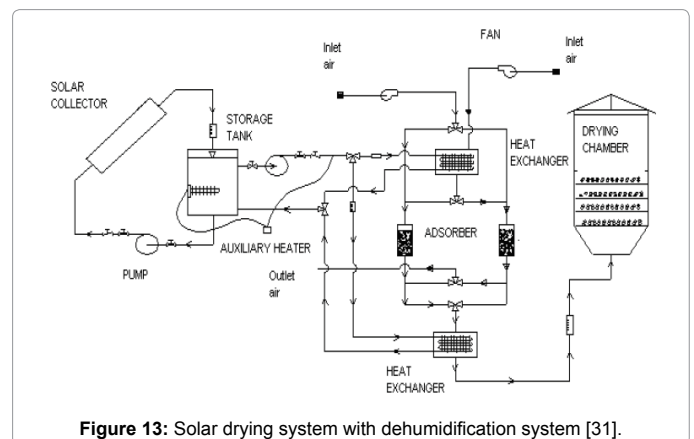 FAN
Inlet
air
Inlet
air
SOLAR
COLLECTOR
STORAGE
TANK
HEAT
EXCHANGER
DRYING
CHAMBER
ADSORBER
AUXILIARY HEATER
PUMP
Outlet
air
HEAT
EXCHANGER
Figure 13: Solar drying system with dehumidification system [31].